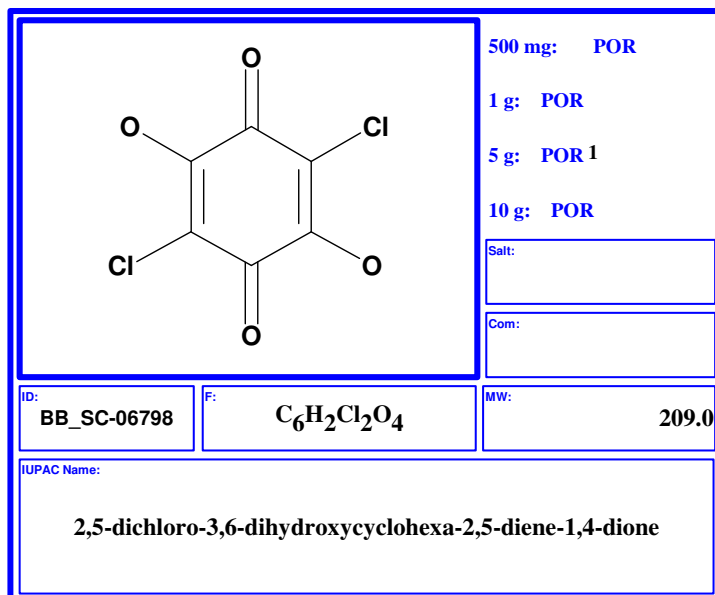 O
O
Cl
Cl
O
O
500 mg: POR
1 g: POR
5 g: POR 1
10 g: POR
Salt:
Com:
ID:
BB_SC-06798
F:
C6H2Cl2O4
MW:
209.0
IUPAC Name:
2,5-dichloro-3,6-dihydroxycyclohexa-2,5-diene-1,4-dione